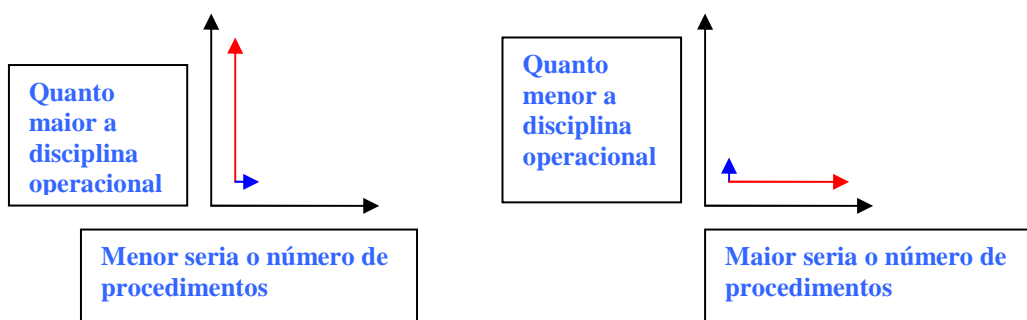 Quanto
maior a
disciplina
operacional
Menor seria o número de
procedimentos
Quanto
menor a
disciplina
operacional
Maior seria o número de
procedimentos